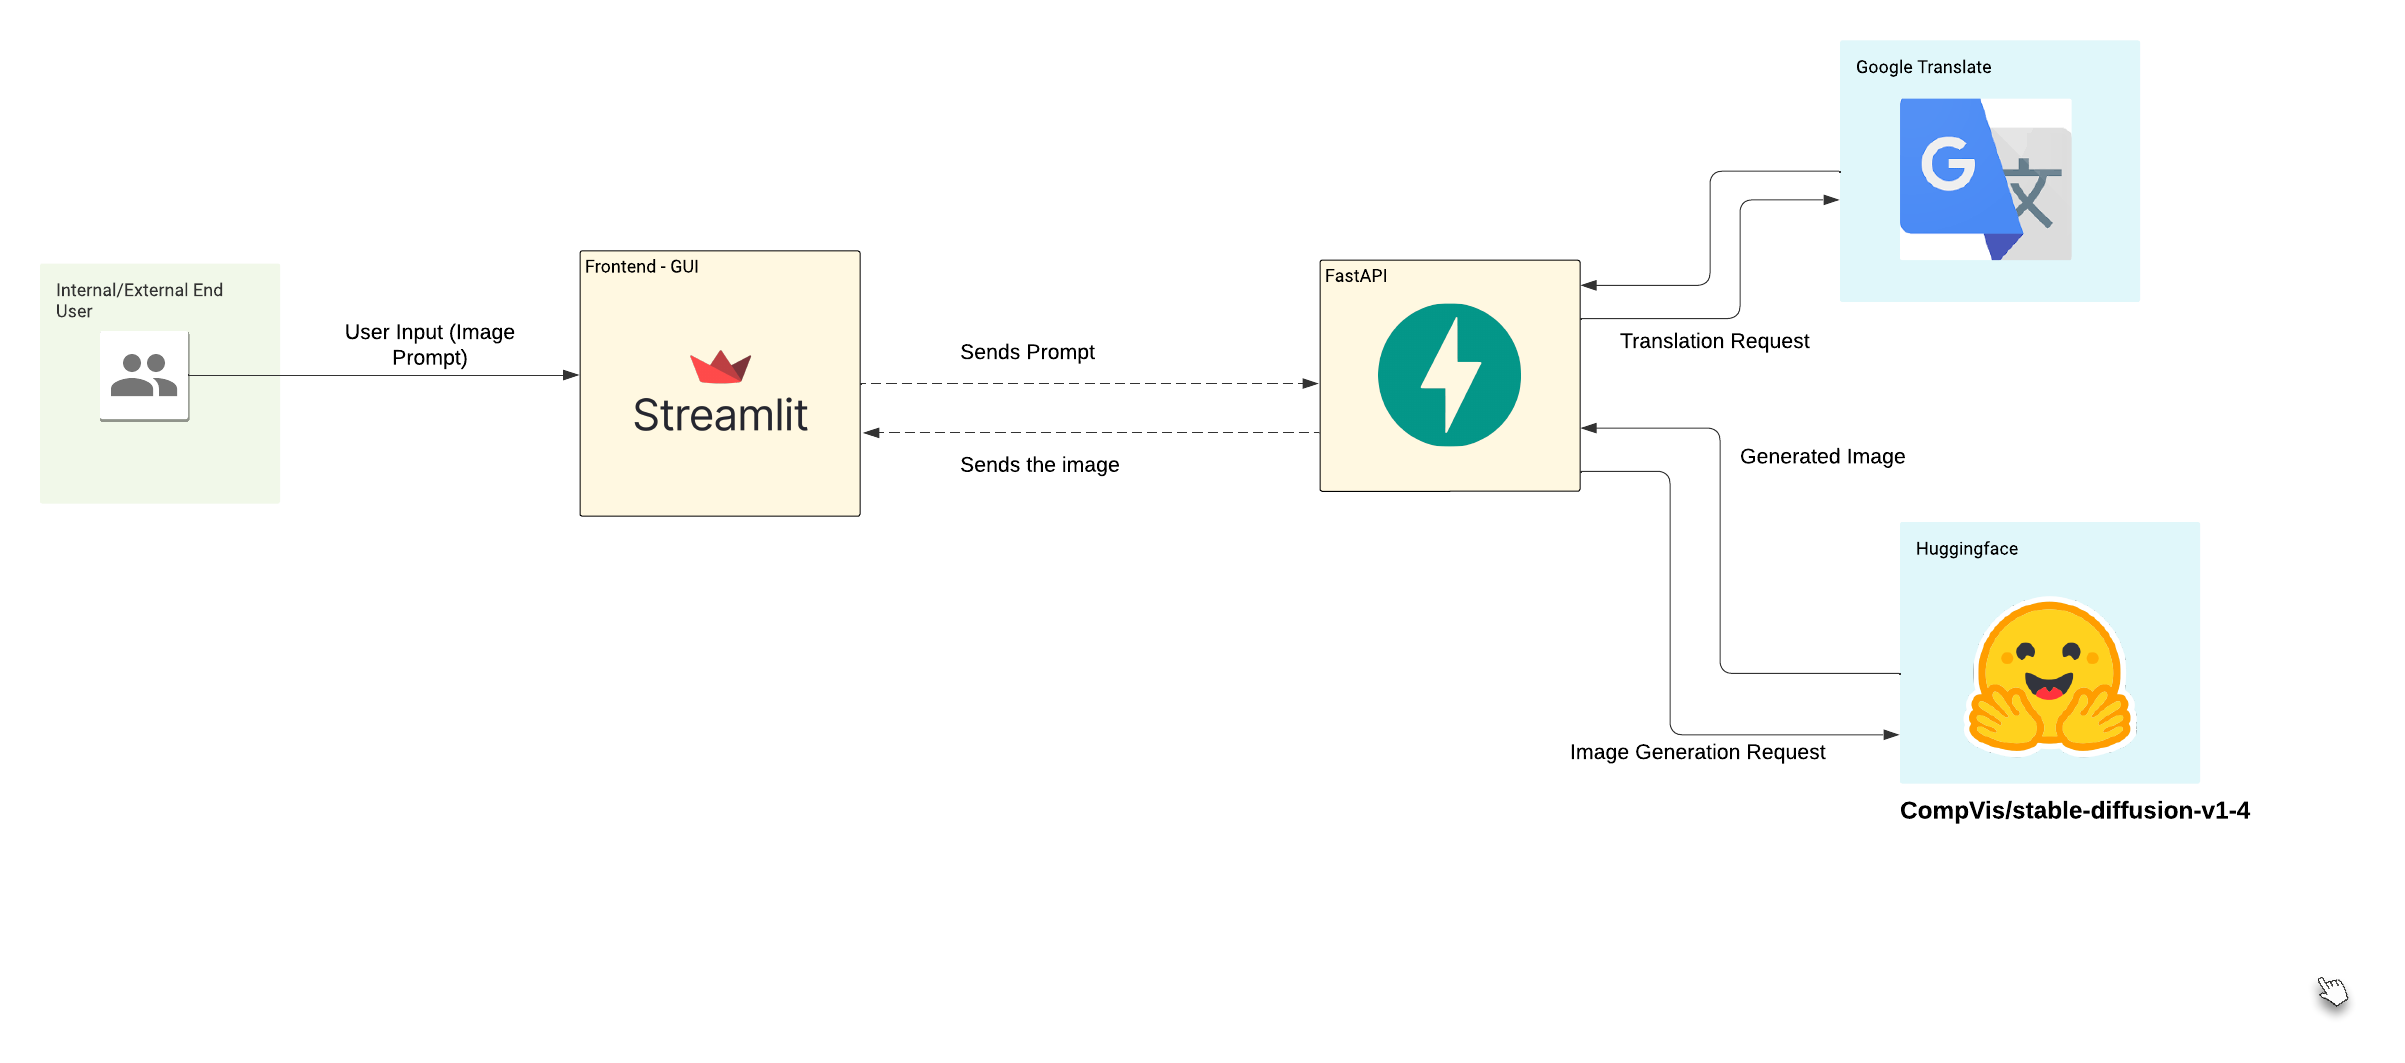 Google Translate
G 文
Internal/External End
User
User Input (Image
Prompt)
Frontend - GUI
Streamlit
Sends Prompt
Sends the image
FastAPI
Translation Request
Generated Image
Huggingface
Image Generation Request
CompVis/stable-diffusion-v1-4